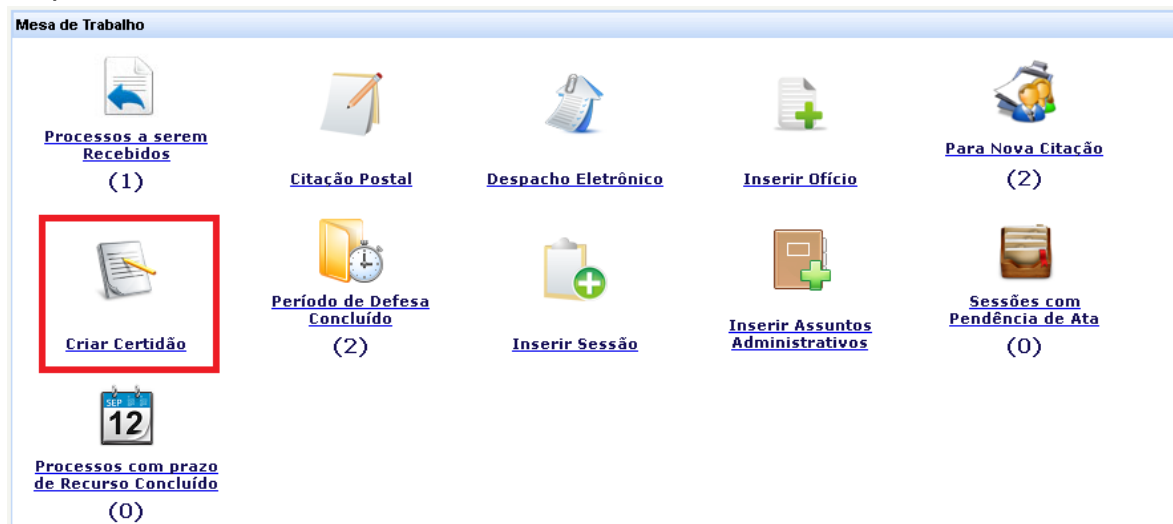 Mesa de Trabalho
Processos a serem
Recebidos
(1)
Citação Postal
Despacho Eletrônico
Inserir Ofício
Para Nova Citação
(2)
Criar Certidão
Período de Defesa
Concluído
(2)
Inserir Sessão
Inserir Assuntos
Administrativos
Sessões com
Pendência de Ata
(0)
SEP
12
Processos com prazo
de Recurso Concluído
(0)